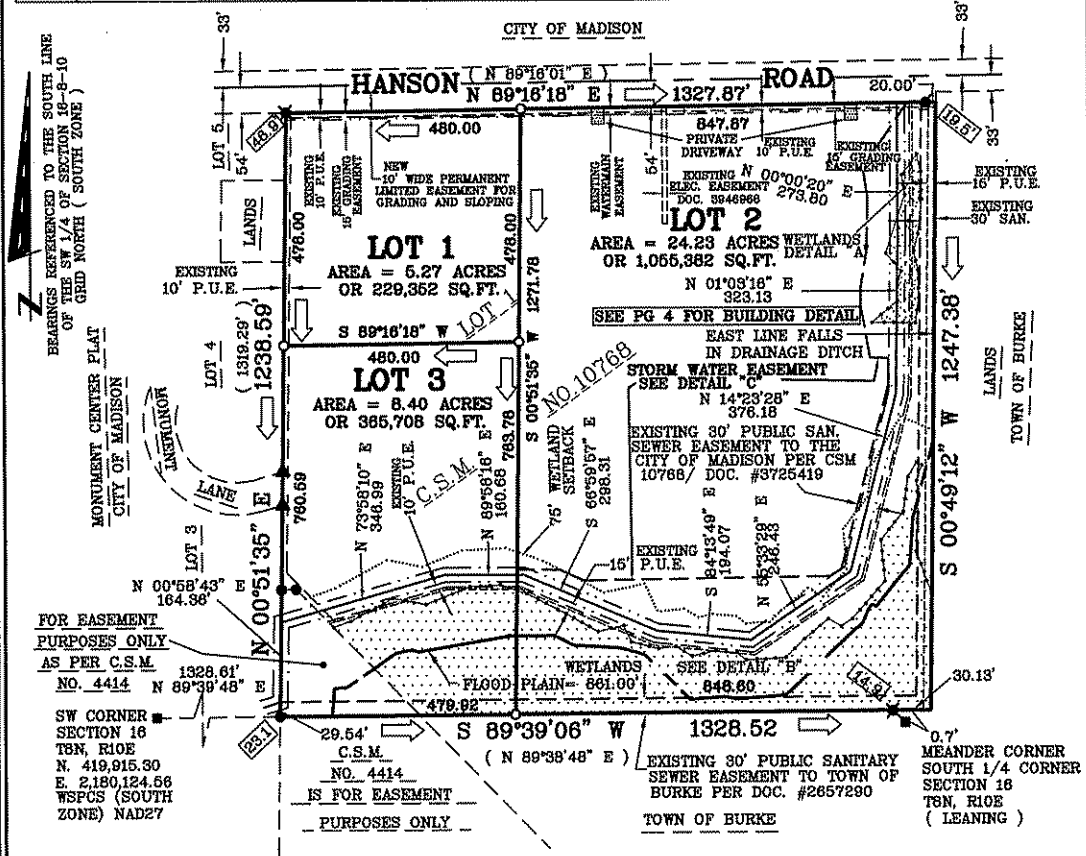 CITY OF MADISON
33'
33'
( N 89°16'01" E )
HANSON ROAD
N 89°16'18" E
1327.87'
20.00'
19.5'
33'
48.9'
480.00
847.87
PRIVATE
DRIVEWAY
EXISTING
10' P.U.E.
EXISTING
15' GRADING
EASEMENT
BEARINGS REFERENCED TO THE SOUTH LINE
OF THE SW 1/4 OF SECTION 16-8-10
GRID NORTH ( SOUTH ZONE )
Z
LOT 5
54'
LANDS
EXISTING
10' P.U.E.
EXISTING
15' GRADING
EASEMENT
NEW
10' WIDE PERMANENT
LIMITED EASEMENT FOR
GRADING AND SLOPING
EXISTING
WATERMAIN
EASEMENT
54'
EXISTING
ELEC. EASEMENT
DOC. 3946966
N 00°00'20" E
273.80
EXISTING
15' P.U.E.
EXISTING
30' SAN.
478.00
478.00
LOT 1
AREA = 5.27 ACRES
OR 229,352 SQ.FT.
LOT 2
AREA = 24.23 ACRES
OR 1,055,382 SQ.FT.
WETLANDS
DETAIL "A"
EXISTING
10' P.U.E.
N 01°03'16" E
323.13
SEE PG 4 FOR BUILDING DETAIL
EAST LINE FALLS
IN DRAINAGE DITCH
S 89°16'18" W
480.00
LOT 1
1271.78
S 00°51'35" W
LOT 4
( 1319.29' )
1238.59'
LOT 3
AREA = 8.40 ACRES
OR 365,708 SQ.FT.
NO. 10768
C.S.M.
STORM WATER EASEMENT
SEE DETAIL "C"
N 14°23'28" E
376.18
EXISTING 30' PUBLIC SAN.
SEWER EASEMENT TO THE
CITY OF MADISON PER CSM
10768/ DOC. #3725419
1247.38'
S 00°49'12" W
LANDS
TOWN OF BURKE
MONUMENT CENTER PLAT
CITY OF MADISON
MONUMENT
LANE
N 00°51'35" E
760.59
793.78
N 73°58'10" E
346.99
EXISTING
10' P.U.E.
N 89°58'16" E
160.68
75' WETLAND
SETBACK
S 66°59'57" E
298.31
EXISTING
15' P.U.E.
S 84°13'49" E
194.07
N 55°33'29" E
246.43
LOT 3
N 00°58'43" E
164.36'
FOR EASEMENT
PURPOSES ONLY
AS PER C.S.M.
NO. 4414
1328.61'
N 89°39'48" E
WETLANDS
SEE DETAIL "B"
FLOOD PLAIN= 861.00'
846.60
14.94
30.13'
479.92
SW CORNER
SECTION 16
T8N, R10E
N. 419,915.30
E. 2,180,124.56
WSPCS (SOUTH
ZONE) NAD27
23.1
29.54'
C.S.M.
NO. 4414
IS FOR EASEMENT
PURPOSES ONLY
S 89°39'06" W
1328.52
( N 89°38'48" E )
EXISTING 30' PUBLIC SANITARY
SEWER EASEMENT TO TOWN OF
BURKE PER DOC. #2657290
TOWN OF BURKE
0.7'
MEANDER CORNER
SOUTH 1/4 CORNER
SECTION 16
T8N, R10E
( LEANING )